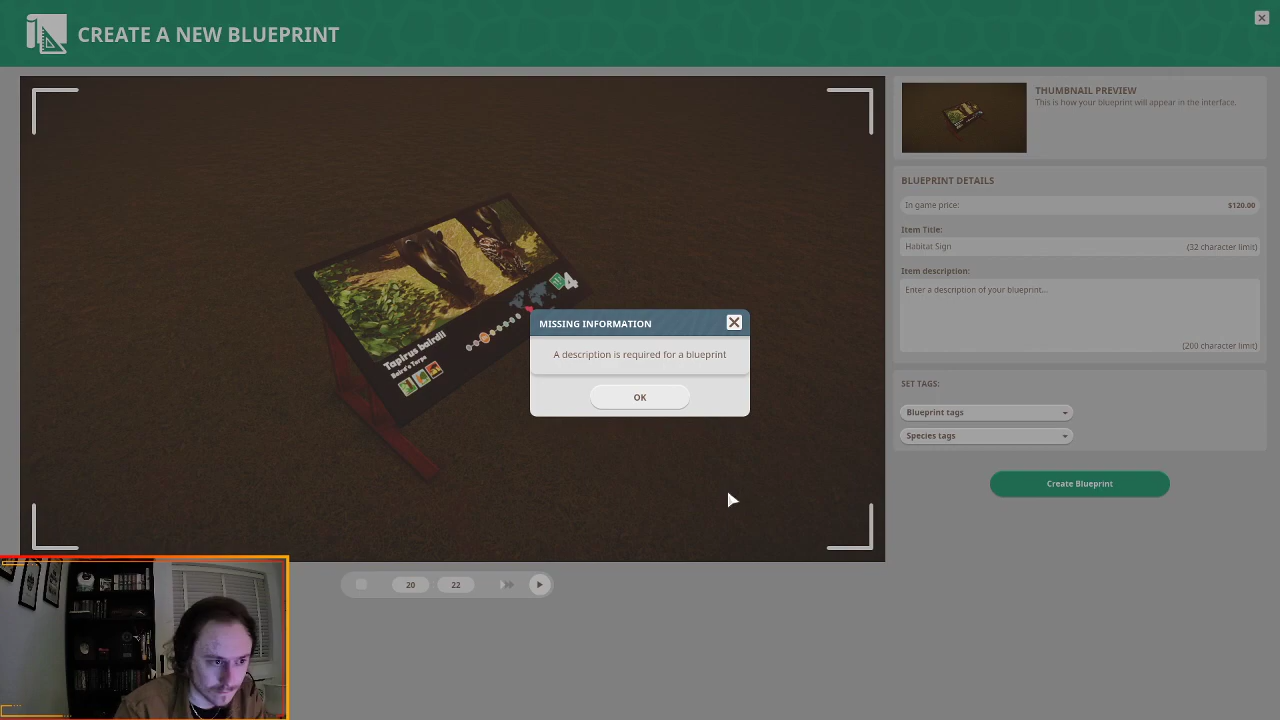 CREATE A NEW BLUEPRINT
THUMBNAIL PREVIEW
This is how your blueprint will appear in the interface.
BLUEPRINT DETAILS
In game price:
$120.00
Item Title:
Habitat Sign
(32 character limit)
Item description:
Enter a description of your blueprint...
(200 character limit)
SET TAGS:
Blueprint tags
Species tags
Create Blueprint
MISSING INFORMATION
A description is required for a blueprint
OK
Tapirus bairdii
Baird's Tapir
4
20
22